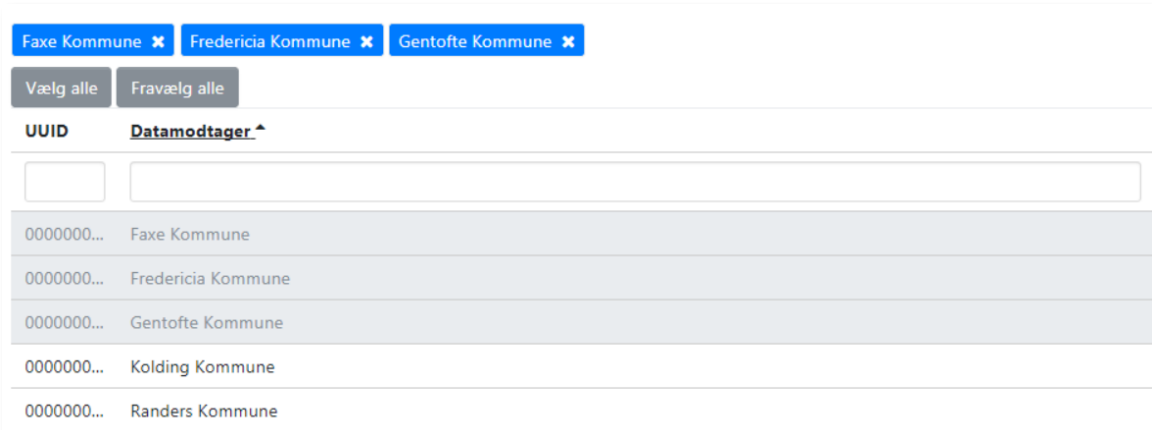 Faxe Kommune ✖ Fredericia Kommune ✖ Gentofte Kommune ✖
Vælg alle Fravælg alle
UUID Datamodtager
0000000... Faxe Kommune
0000000... Fredericia Kommune
0000000... Gentofte Kommune
0000000... Kolding Kommune
0000000... Randers Kommune